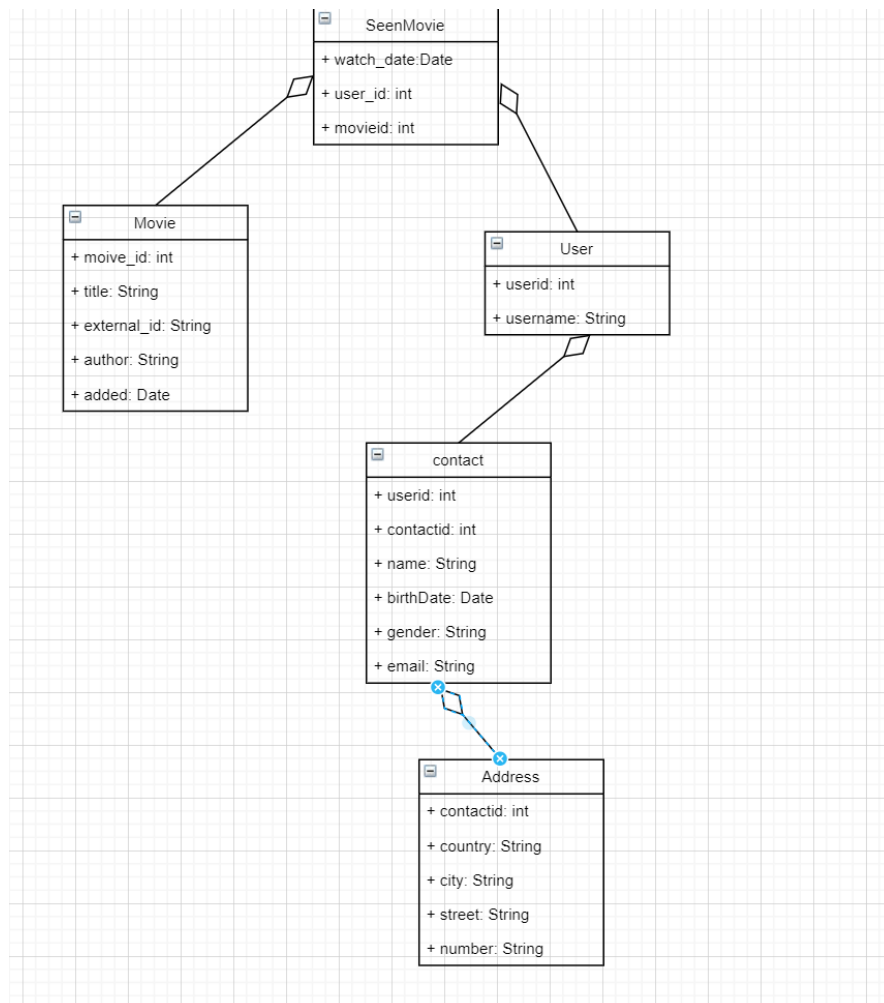 SeenMovie
+ watch_date:Date
+ user_id: int
+ movieid: int
Movie
+ moive_id: int
+ title: String
+ external_id: String
+ author: String
+ added: Date
User
+ userid: int
+ username: String
contact
+ userid: int
+ contactid: int
+ name: String
+ birthDate: Date
+ gender: String
+ email: String
Address
+ contactid: int
+ country: String
+ city: String
+ street: String
+ number: String